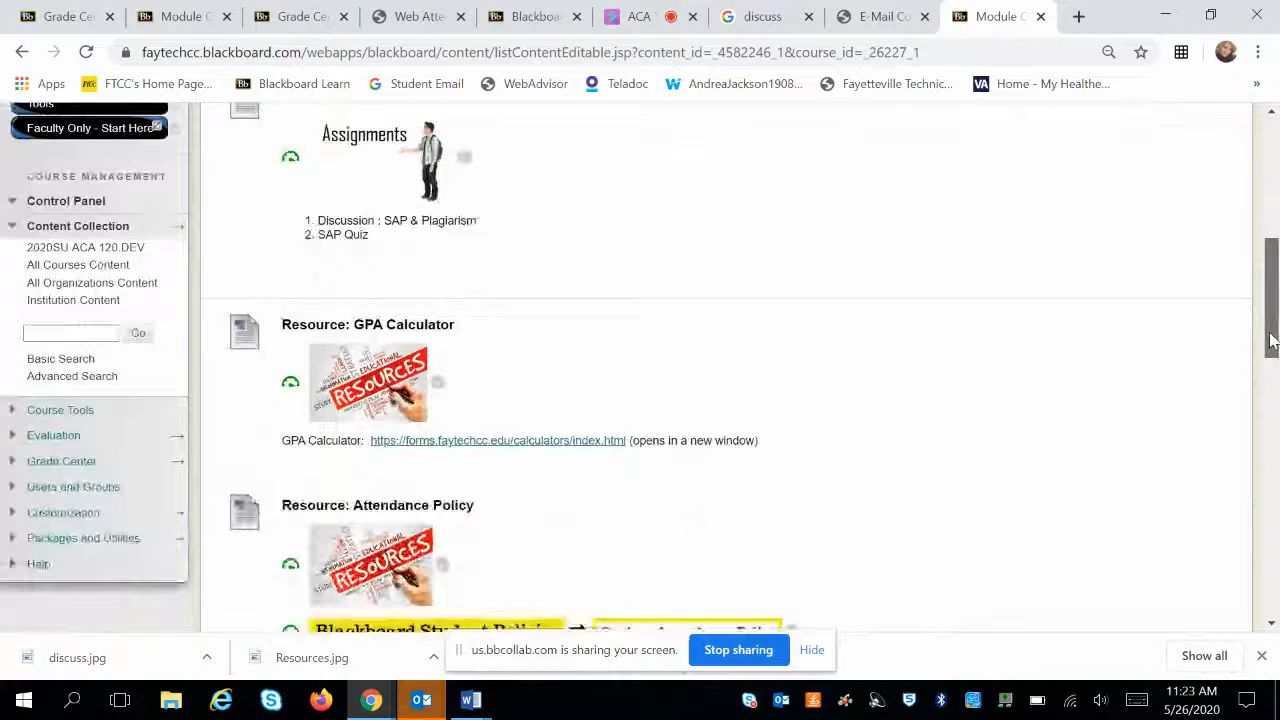 Grade Ce
Module C
Grade Ce
Web Atte
Blackboa
ACA
discuss
E-Mail Co
Module C
faytechcc.blackboard.com/webapps/blackboard/content/listContentEditable.jsp?content_id=_4582246_1&course_id=_26227_1
Apps
FTCC's Home Pa...
Blackboard Learn
Student Email
WebAdvisor
Teladoc
AndreaJackson1908...
Fayetteville Technic...
Home - My Healthe...
Tools
Faculty Only - Start Here
COURSE MANAGEMENT
Control Panel
Content Collection
2020SU ACA 120 DEV
All Courses Content
All Organizations Content
Institution Content
Go
Basic Search
Advanced Search
Course Tools
Evaluation
Grade Center
Users and Groups
Customization
Packages and Utilities
Help
Assignments
1. Discussion : SAP & Plagiarism
2. SAP Quiz
Resource: GPA Calculator
RESOURCES
GPA Calculator: https://forms.faytechcc.edu/calculators/index.html (opens in a new window)
Resource: Attendance Policy
RESOURCES
Blackboard Student
us.bbcollab.com is sharing your screen.
Stop sharing
Hide
discuss.jpg
Resources.jpg
Show all
11:23 AM
5/26/2020